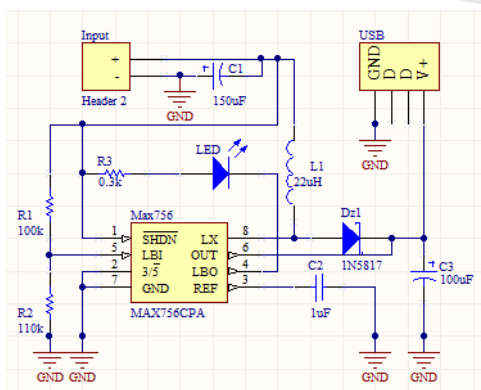 Input
+
-
Header 2
C1
150uF
GND
USB
GND
D
D
V+
GND
R3
0.3k
LED
L1
22uH
R1
100k
Max756
1 SHDN LX 8
5 LBI OUT 6
2 3/5 LBO 4
7 GND REF 3
MAX756CPA
Dz1
1N5817
C2
1uF
C3
100uF
R2
110k
GND GND GND GND